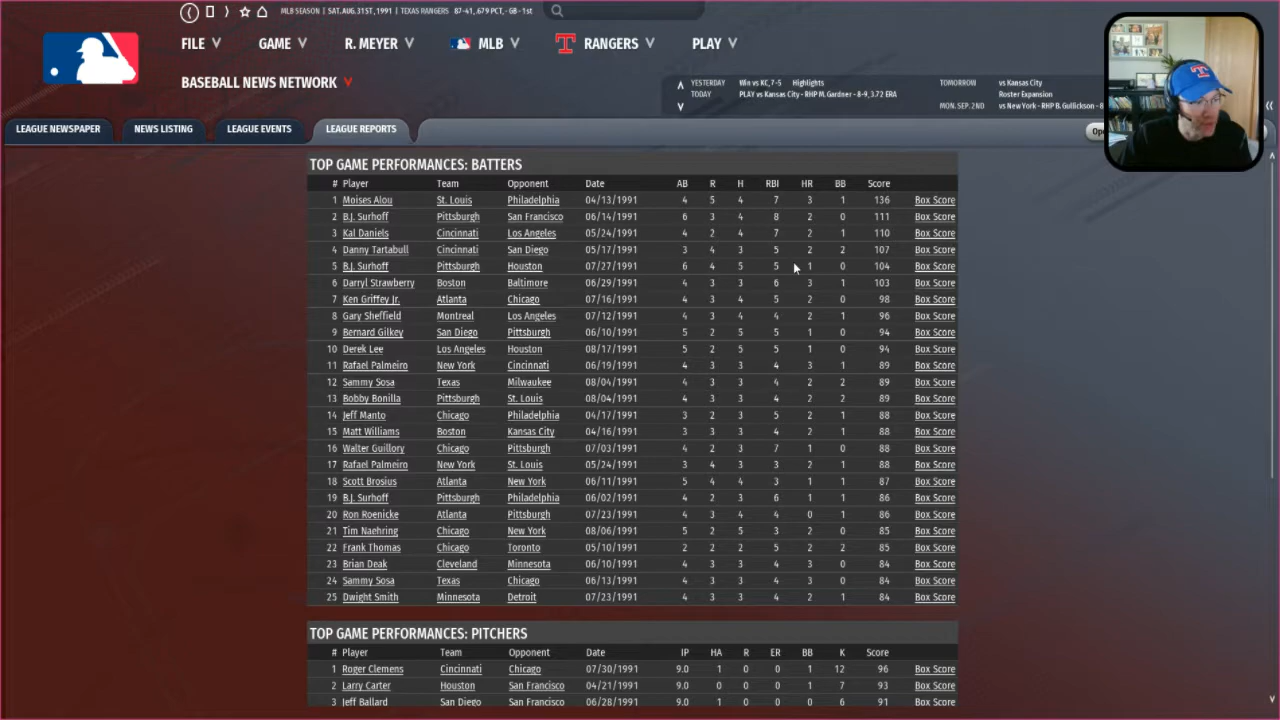 MLB SEASON | SAT. AUG. 31ST, 1991 | TEXAS RANGERS 87-41, .679 PCT, - GB - 1st
FILE GAME R. MEYER MLB RANGERS PLAY
BASEBALL NEWS NETWORK
YESTERDAY Win vs KC, 7-5 Highlights TOMORROW vs Kansas City
TODAY PLAY vs Kansas City - RHP M. Gardner - 8-9, 3.72 ERA Roster Expansion
MON. SEP. 2ND vs New York - RHP B. Gullickson - 8
LEAGUE NEWSPAPER NEWS LISTING LEAGUE EVENTS LEAGUE REPORTS
TOP GAME PERFORMANCES: BATTERS
# Player Team Opponent Date AB R H RBI HR BB Score
1 Moises Alou St. Louis Philadelphia 04/13/1991 4 5 4 7 3 1 136 Box Score
2 B.J. Surhoff Pittsburgh San Francisco 06/14/1991 6 3 4 8 2 0 111 Box Score
3 Kal Daniels Cincinnati Los Angeles 05/24/1991 4 2 4 7 2 1 110 Box Score
4 Danny Tartabull Cincinnati San Diego 05/17/1991 3 4 3 5 2 2 107 Box Score
5 B.J. Surhoff Pittsburgh Houston 07/27/1991 6 4 5 5 1 0 104 Box Score
6 Darryl Strawberry Boston Baltimore 06/29/1991 4 3 3 6 3 1 103 Box Score
7 Ken Griffey Jr. Atlanta Chicago 07/16/1991 4 3 4 5 2 0 98 Box Score
8 Gary Sheffield Montreal Los Angeles 07/12/1991 4 3 4 4 2 1 96 Box Score
9 Bernard Gilkey San Diego Pittsburgh 06/10/1991 5 2 5 5 1 0 94 Box Score
10 Derek Lee Los Angeles Houston 08/17/1991 5 2 5 5 1 0 94 Box Score
11 Rafael Palmeiro New York Cincinnati 06/19/1991 4 3 3 4 3 1 89 Box Score
12 Sammy Sosa Texas Milwaukee 08/04/1991 4 3 3 4 2 2 89 Box Score
13 Bobby Bonilla Pittsburgh St. Louis 08/04/1991 4 3 3 4 2 2 89 Box Score
14 Jeff Manto Chicago Philadelphia 04/17/1991 3 2 3 5 2 1 88 Box Score
15 Matt Williams Boston Kansas City 04/16/1991 3 3 3 4 2 1 88 Box Score
16 Walter Guillory Chicago Pittsburgh 07/03/1991 4 2 3 7 1 0 88 Box Score
17 Rafael Palmeiro New York St. Louis 05/24/1991 3 4 3 3 2 1 88 Box Score
18 Scott Brosius Atlanta New York 06/11/1991 5 4 4 3 1 1 87 Box Score
19 B.J. Surhoff Pittsburgh Philadelphia 06/02/1991 4 2 3 6 1 1 86 Box Score
20 Ron Roenicke Atlanta Pittsburgh 07/23/1991 4 3 4 4 0 1 86 Box Score
21 Tim Naehring Chicago New York 08/06/1991 5 2 5 3 2 0 85 Box Score
22 Frank Thomas Chicago Toronto 05/10/1991 2 2 2 5 2 2 85 Box Score
23 Brian Deak Cleveland Minnesota 06/10/1991 4 3 3 4 3 0 84 Box Score
24 Sammy Sosa Texas Chicago 06/13/1991 4 3 3 4 3 0 84 Box Score
25 Dwight Smith Minnesota Detroit 07/23/1991 4 3 3 4 2 1 84 Box Score
TOP GAME PERFORMANCES: PITCHERS
# Player Team Opponent Date IP HA R ER BB K Score
1 Roger Clemens Cincinnati Chicago 07/30/1991 9.0 1 0 0 1 12 96 Box Score
2 Larry Carter Houston San Francisco 04/21/1991 9.0 0 0 0 1 7 93 Box Score
3 Jeff Ballard San Diego San Francisco 06/28/1991 9.0 1 0 0 0 6 91 Box Score